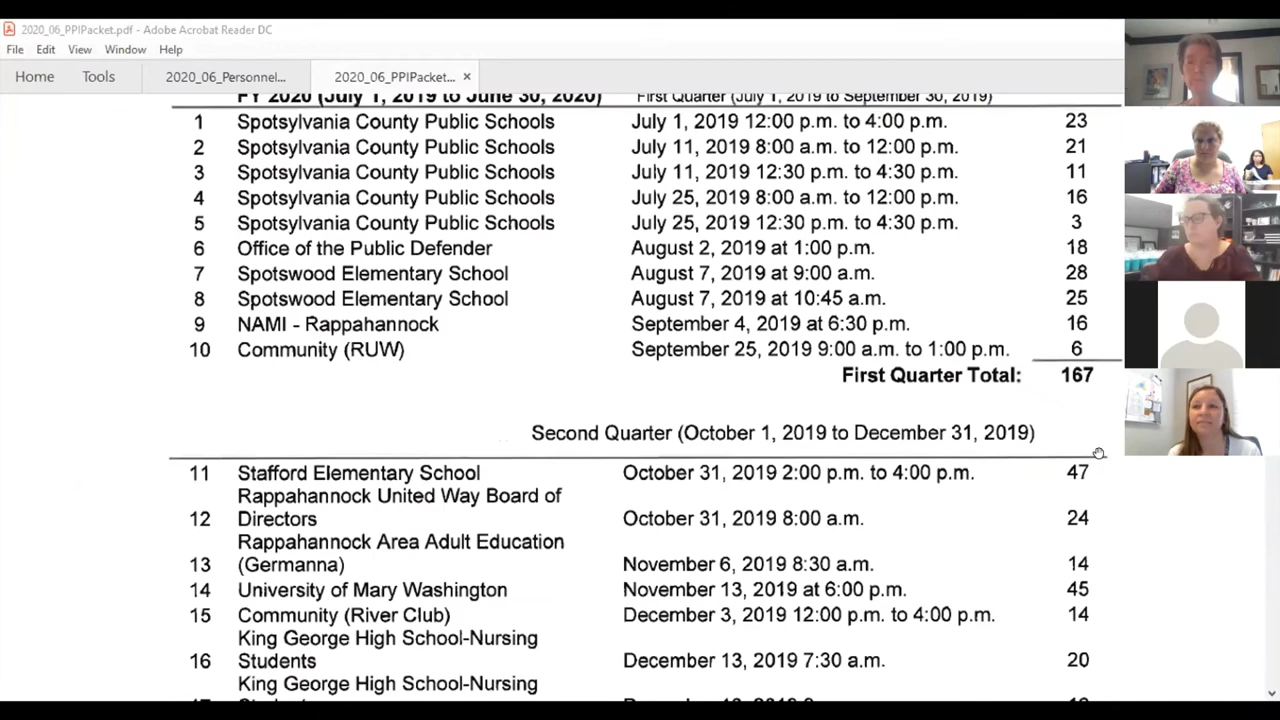 2020_06_PPIPacket.pdf - Adobe Acrobat Reader DC
File Edit View Window Help
Home Tools 2020_06_Personnel... 2020_06_PPIPacket... ×
FY 2020 (July 1, 2019 to June 30, 2020) First Quarter (July 1, 2019 to September 30, 2019)
1 Spotsylvania County Public Schools July 1, 2019 12:00 p.m. to 4:00 p.m. 23
2 Spotsylvania County Public Schools July 11, 2019 8:00 a.m. to 12:00 p.m. 21
3 Spotsylvania County Public Schools July 11, 2019 12:30 p.m. to 4:30 p.m. 11
4 Spotsylvania County Public Schools July 25, 2019 8:00 a.m. to 12:00 p.m. 16
5 Spotsylvania County Public Schools July 25, 2019 12:30 p.m. to 4:30 p.m. 3
6 Office of the Public Defender August 2, 2019 at 1:00 p.m. 18
7 Spotswood Elementary School August 7, 2019 at 9:00 a.m. 28
8 Spotswood Elementary School August 7, 2019 at 10:45 a.m. 25
9 NAMI - Rappahannock September 4, 2019 at 6:30 p.m. 16
10 Community (RUW) September 25, 2019 9:00 a.m. to 1:00 p.m. 6
First Quarter Total: 167
Second Quarter (October 1, 2019 to December 31, 2019)
11 Stafford Elementary School October 31, 2019 2:00 p.m. to 4:00 p.m. 47
Rappahannock United Way Board of
12 Directors October 31, 2019 8:00 a.m. 24
Rappahannock Area Adult Education
13 (Germanna) November 6, 2019 8:30 a.m. 14
14 University of Mary Washington November 13, 2019 at 6:00 p.m. 45
15 Community (River Club) December 3, 2019 12:00 p.m. to 4:00 p.m. 14
King George High School-Nursing
16 Students December 13, 2019 7:30 a.m. 20
King George High School-Nursing